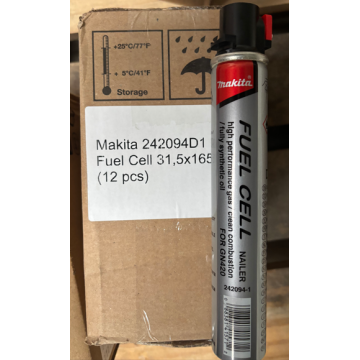 +25°C/77°F
+ 5°C/41°F
Storage
Makita 242094D1
Fuel Cell 31,5x165
(12 pcs)
makita
FUEL CELL
NAILER
high performance gas / clean combustion
/ fully synthetic oil
FOR GN420
242094-1